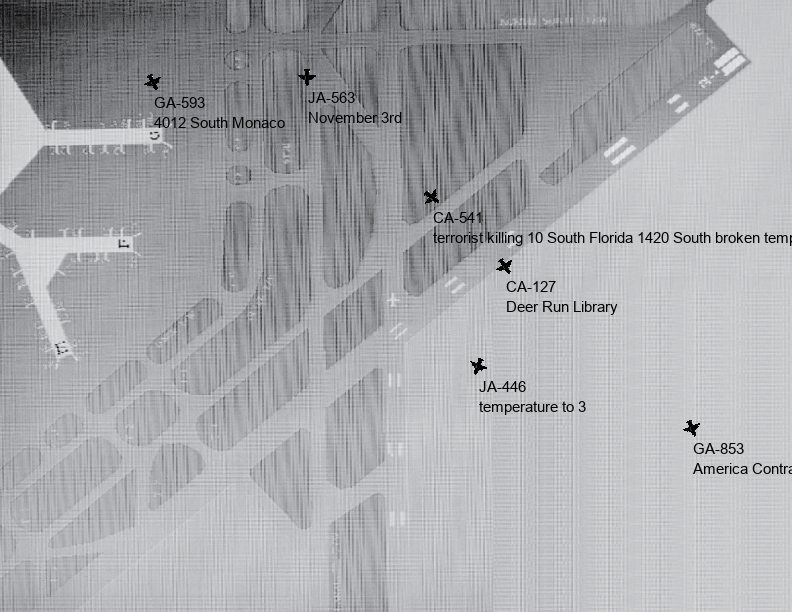 GA-593
4012 South Monaco
JA-563
November 3rd
CA-541
terrorist killing 10 South Florida 1420 South broken temp
CA-127
Deer Run Library
JA-446
temperature to 3
GA-853
America Contra